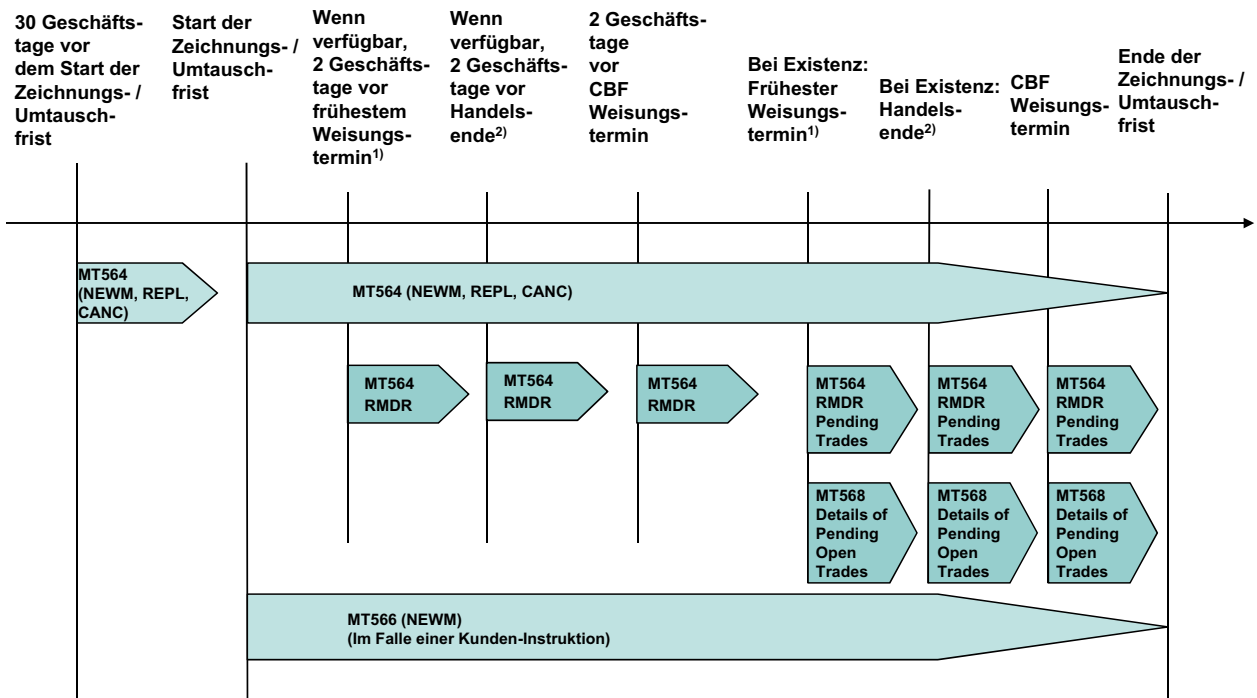 30 Geschäfts-
tage vor
dem Start der
Zeichnungs- /
Umtausch-
frist
Start der
Zeichnungs- /
Umtausch-
frist
Wenn
verfügbar,
2 Geschäfts-
tage vor
frühestem
Weisungs-
termin1)
Wenn
verfügbar,
2 Geschäfts-
tage vor
Handels-
ende2)
2 Geschäfts-
tage
vor
CBF
Weisungs-
termin
Bei Existenz:
Frühester
Weisungs-
termin1)
Bei Existenz:
Handels-
ende2)
CBF
Weisungs-
termin
Ende der
Zeichnungs- /
Umtausch-
frist
MT564
(NEWM, REPL,
CANC)
MT564 (NEWM, REPL, CANC)
MT564
RMDR
MT564
RMDR
MT564
RMDR
MT564
RMDR
Pending
Trades
MT564
RMDR
Pending
Trades
MT564
RMDR
Pending
Trades
MT568
Details of
Pending
Open
Trades
MT568
Details of
Pending
Open
Trades
MT568
Details of
Pending
Open
Trades
MT566 (NEWM)
(Im Falle einer Kunden-Instruktion)